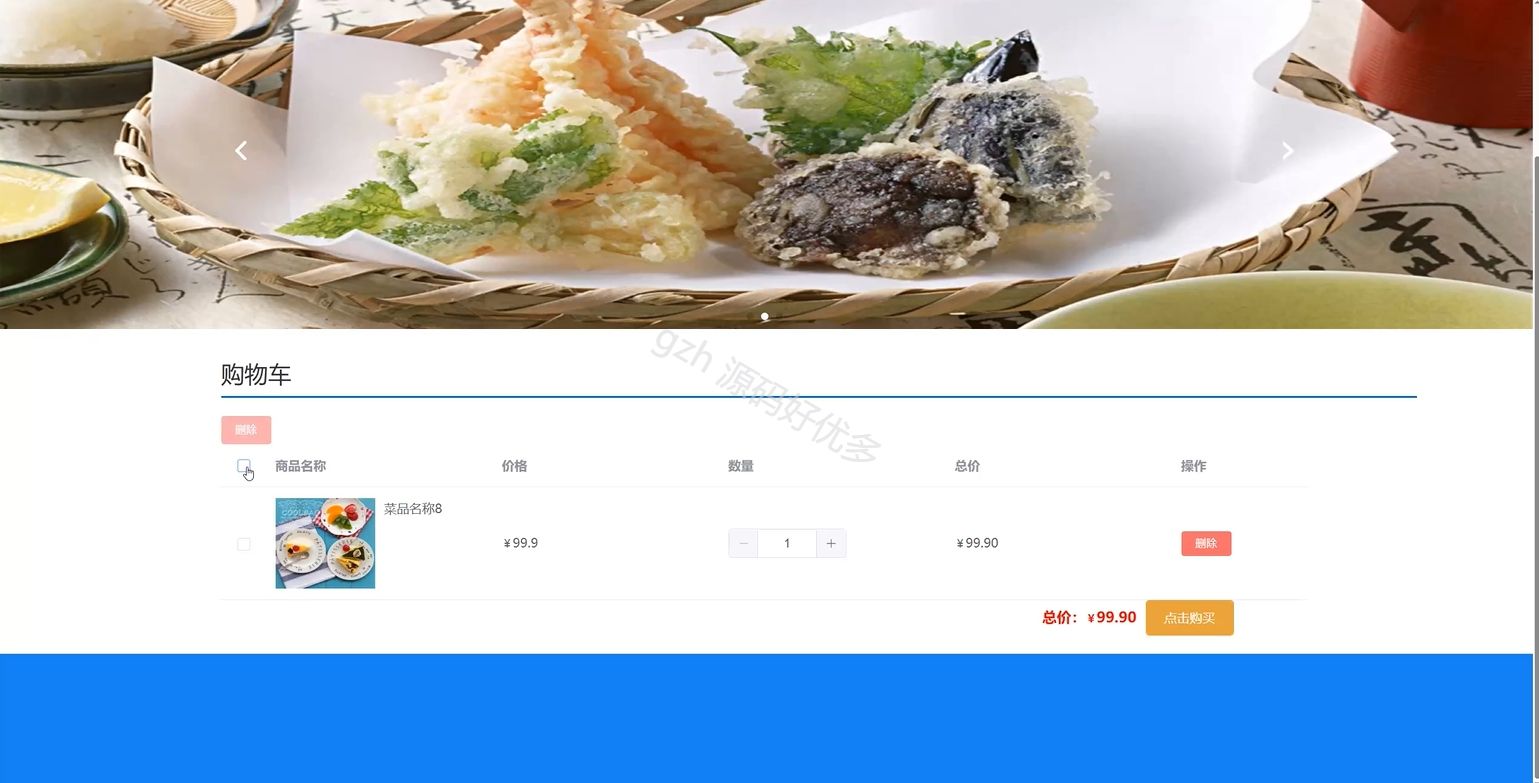 购物车
gzh 源码好优多
删除
商品名称 价格 数量 总价 操作
菜品名称8
¥99.9 − 1 + ¥99.90 删除
总价: ¥99.90 点击购买